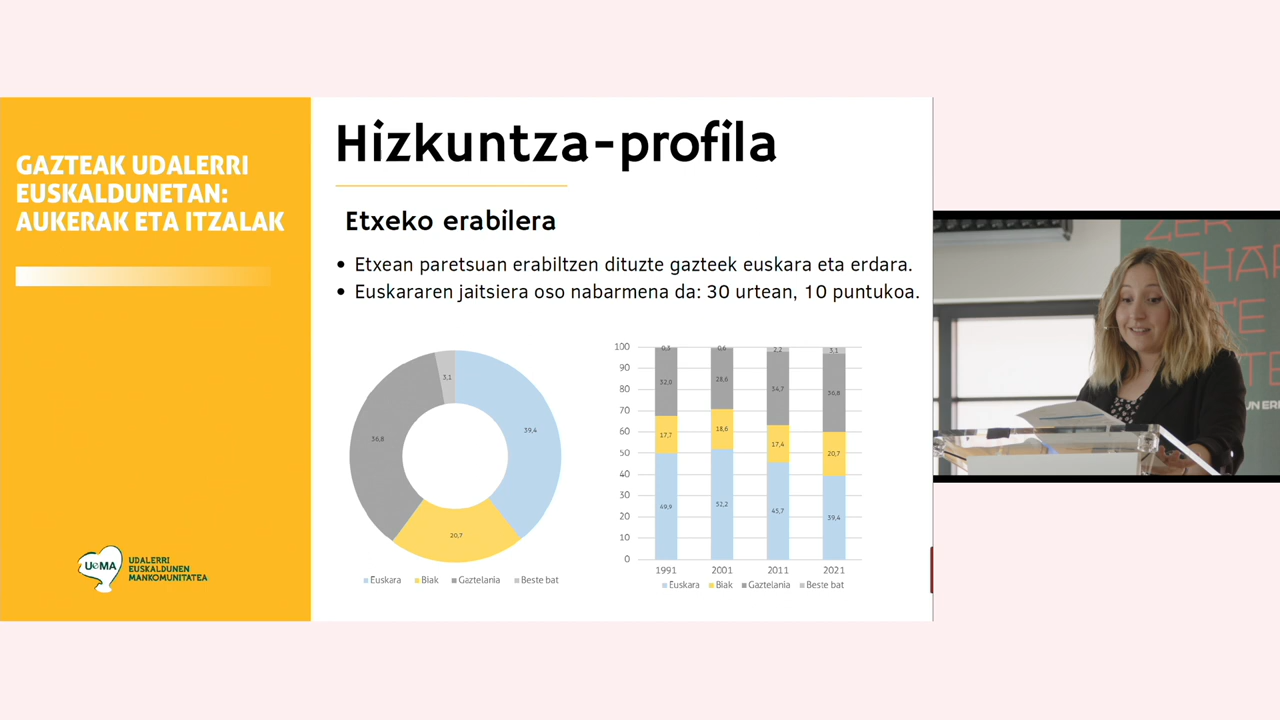 GAZTEAK UDALERRI
EUSKALDUNETAN:
AUKERAK ETA ITZALAK
UEMA
UDALERRI
EUSKALDUNEN
MANKOMUNITATEA
Hizkuntza-profila
Etxeko erabilera
• Etxean paretsuan erabiltzen dituzte gazteek euskara eta erdara.
• Euskararen jaitsiera oso nabarmena da: 30 urtean, 10 puntukoa.
3,1
39,4
36,8
20,7
Euskara Biak Gaztelania Beste bat
100
90
80
70
60
50
40
30
20
10
0
0,5 0,6 2,2 3,1
32,0 28,6 34,7 36,8
17,7 18,6 17,4 20,7
49,9 52,2 45,7 39,4
1991 2001 2011 2021
Euskara Biak Gaztelania Beste bat
ZER